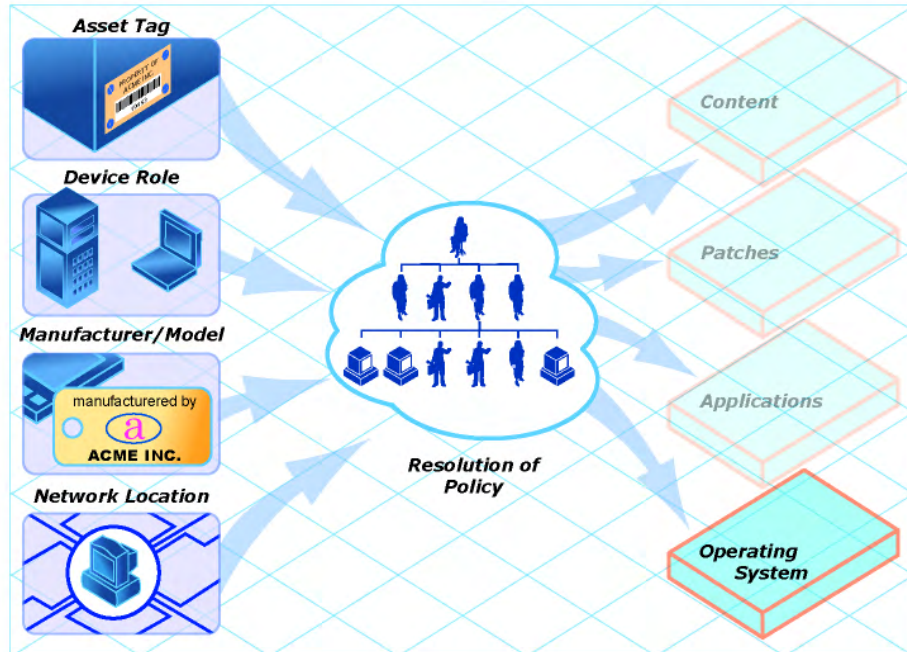 Asset Tag
PROPERTY OF
ACME INC.
Device Role
Manufacturer/Model
manufacturered by
a
ACME INC.
Network Location
Resolution of
Policy
Content
Patches
Applications
Operating
System